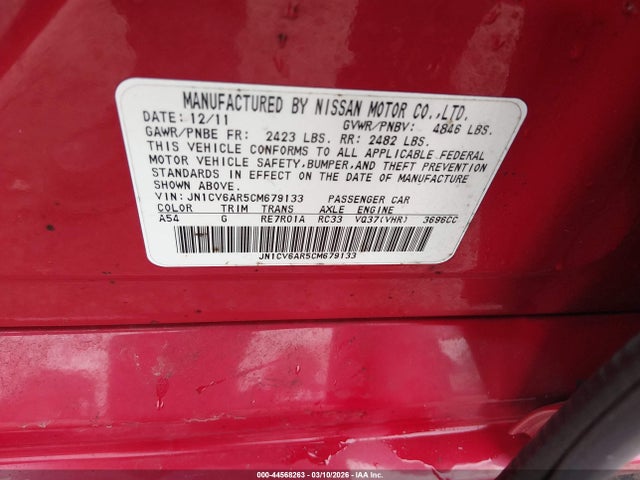 MANUFACTURED BY NISSAN MOTOR CO.,LTD.
DATE: 12/11 GVWR/PNBV: 4846 LBS.
GAWR/PNBE FR: 2423 LBS. RR: 2482 LBS.
THIS VEHICLE CONFORMS TO ALL APPLICABLE FEDERAL
MOTOR VEHICLE SAFETY, BUMPER, AND THEFT PREVENTION
STANDARDS IN EFFECT ON THE DATE OF MANUFACTURE
SHOWN ABOVE.
VIN: JN1CV6AR5CM679133 PASSENGER CAR
COLOR TRIM TRANS AXLE ENGINE
A54 G RE7R01A RC33 VQ37(VHR) 3696CC
JN1CV6AR5CM679133
000-44568263 - 03/10/2026 - Copyright IAA, LLC